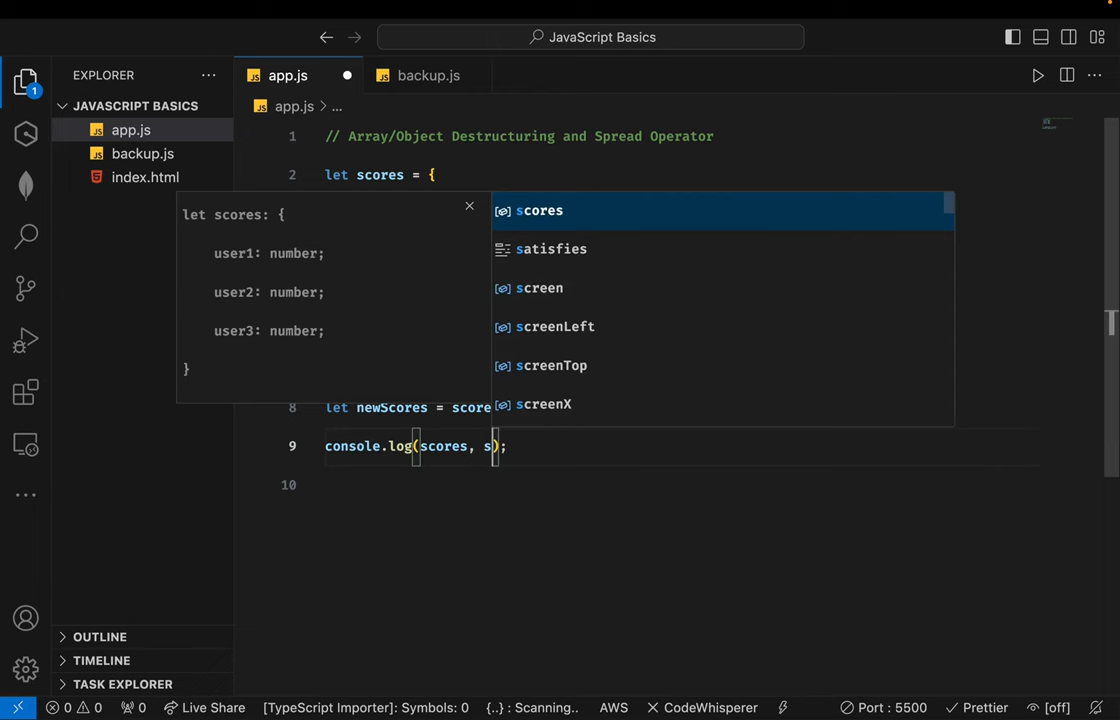 JavaScript Basics
EXPLORER
JAVASCRIPT BASICS
app.js
backup.js
index.html
1
app.js
backup.js
app.js > ...
1 // Array/Object Destructuring and Spread Operator
2 let scores = {
let scores: {
user1: number;
user2: number;
user3: number;
}
scores
satisfies
screen
screenLeft
screenTop
screenX
8 let newScores = score
9 console.log(scores, s);
10
OUTLINE
TIMELINE
TASK EXPLORER
0 0 0 Live Share [TypeScript Importer]: Symbols: 0 {..} : Scanning.. AWS CodeWhisperer Port : 5500 Prettier [off]